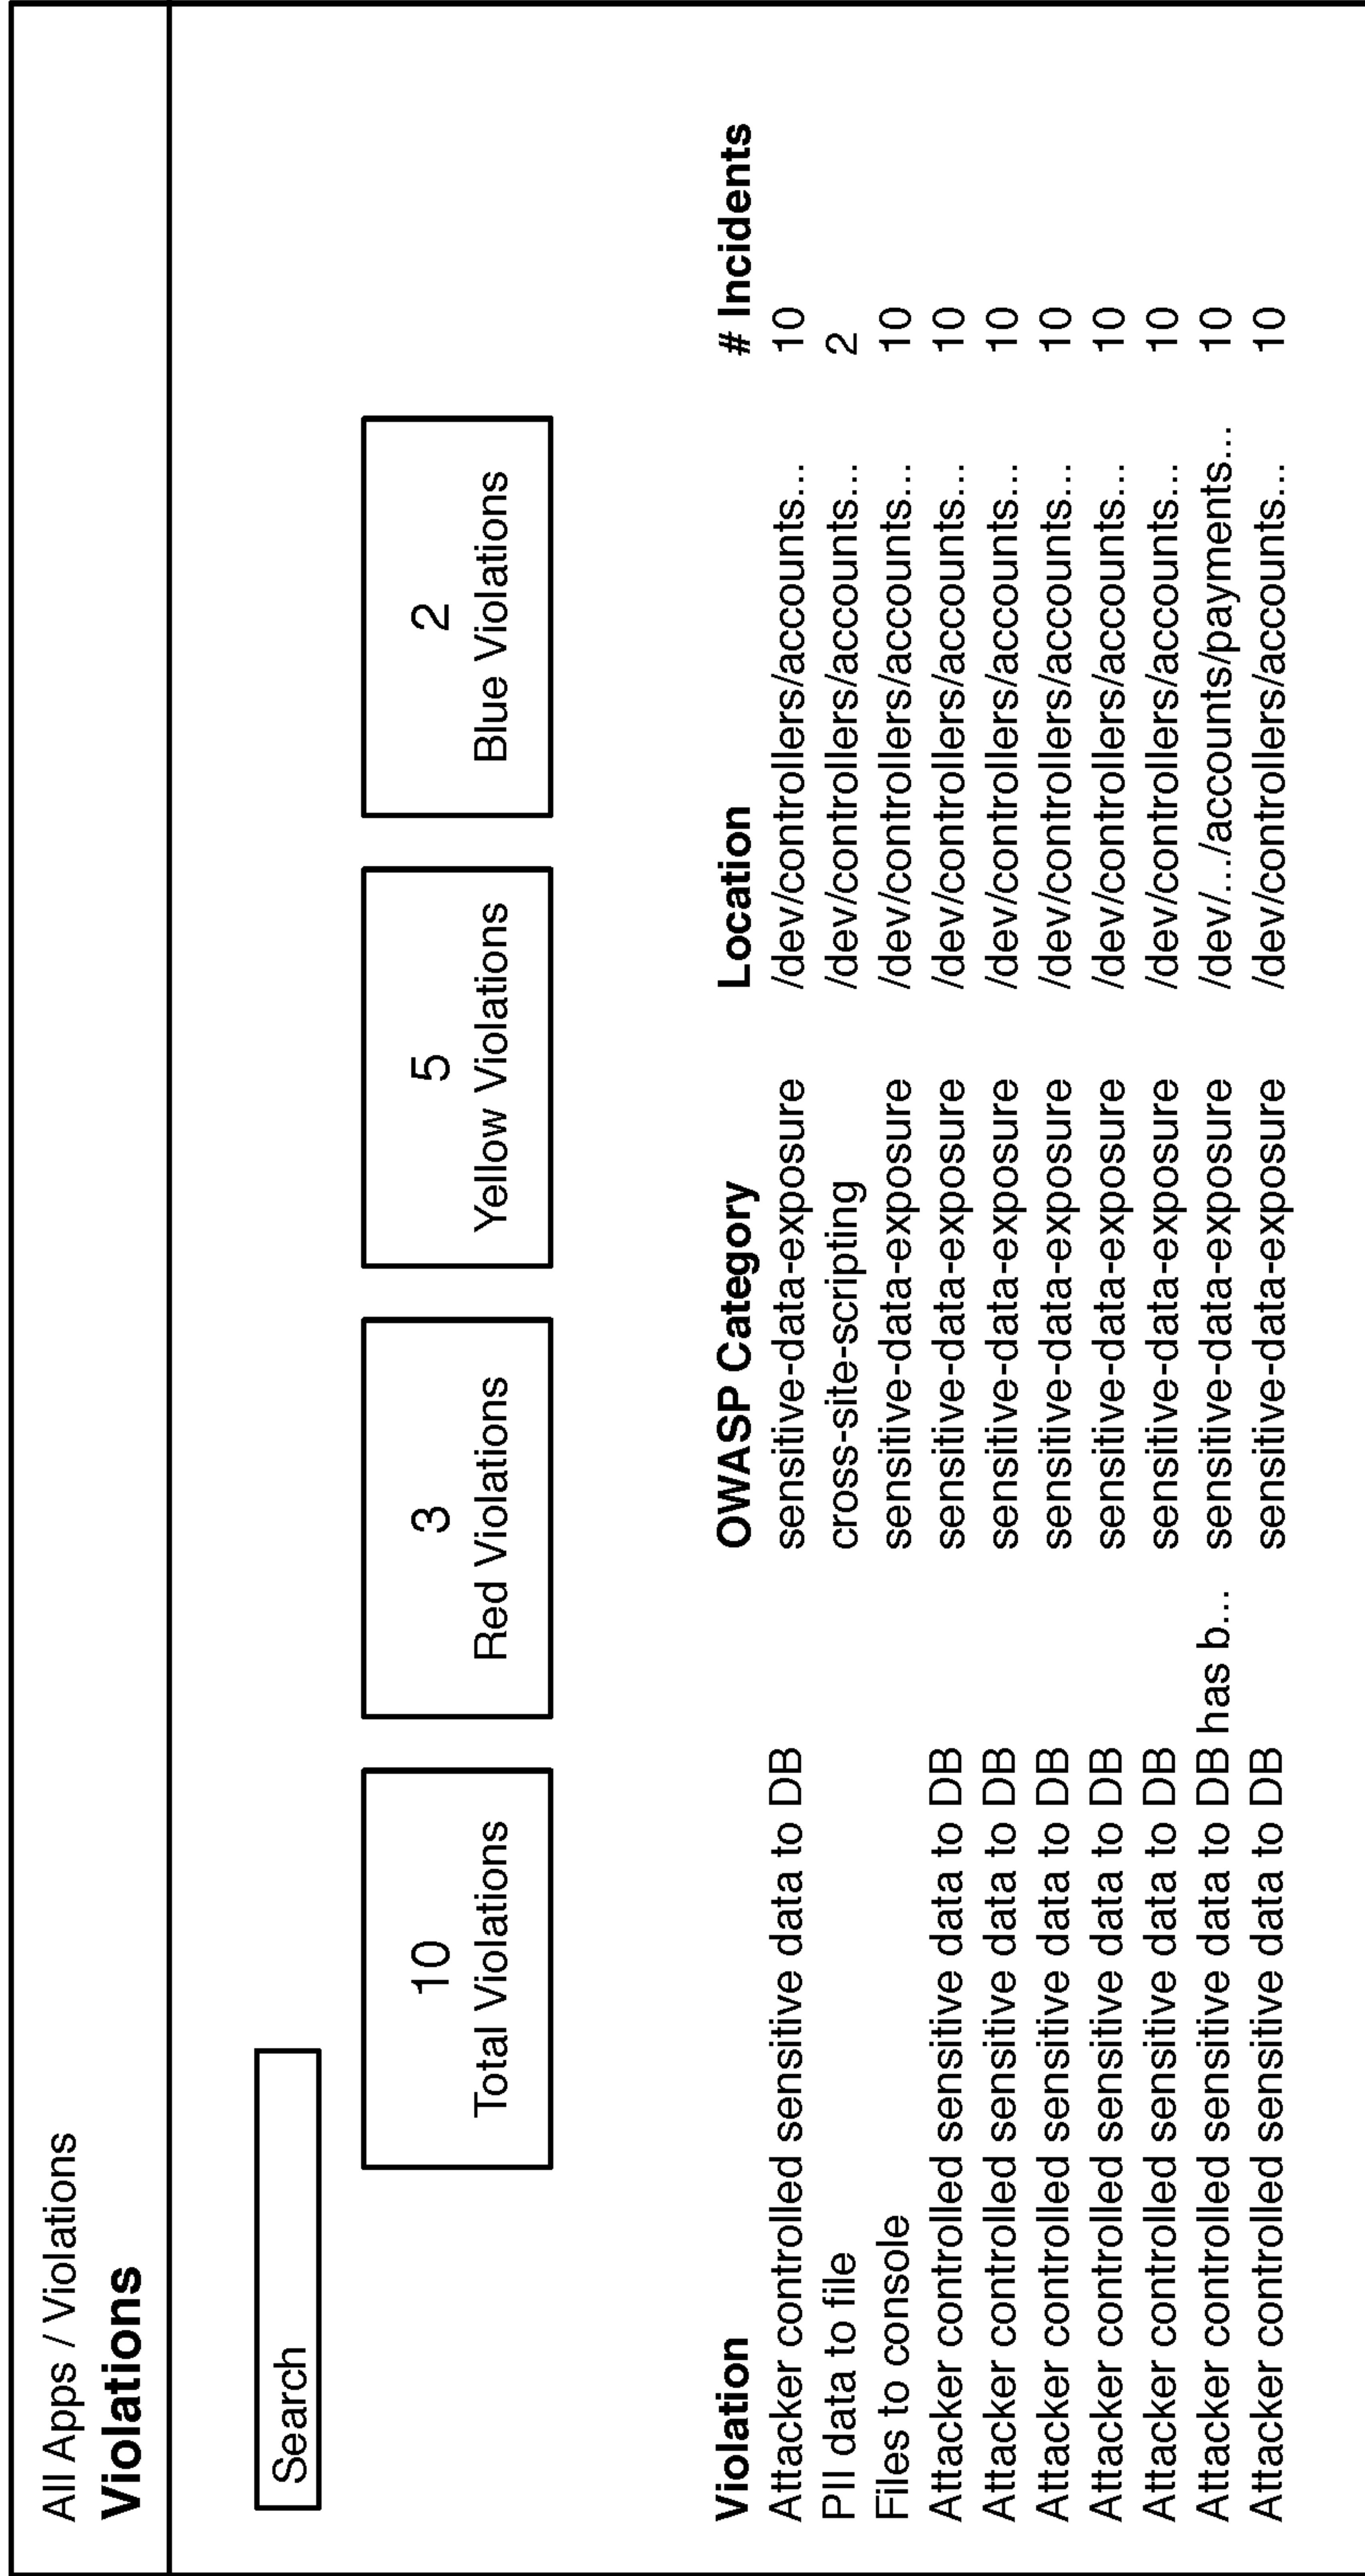 All Apps / Violations
Violations
Search
10
Total Violations
3
Red Violations
5
Yellow Violations
2
Blue Violations
Violation OWASP Category Location # Incidents
Attacker controlled sensitive data to DB sensitive-data-exposure /dev/controllers/accounts... 10
PII data to file cross-site-scripting /dev/controllers/accounts... 2
Files to console sensitive-data-exposure /dev/controllers/accounts... 10
Attacker controlled sensitive data to DB sensitive-data-exposure /dev/controllers/accounts... 10
Attacker controlled sensitive data to DB sensitive-data-exposure /dev/controllers/accounts... 10
Attacker controlled sensitive data to DB sensitive-data-exposure /dev/controllers/accounts... 10
Attacker controlled sensitive data to DB sensitive-data-exposure /dev/controllers/accounts... 10
Attacker controlled sensitive data to DB sensitive-data-exposure /dev/controllers/accounts... 10
Attacker controlled sensitive data to DB has b... sensitive-data-exposure /dev/.../accounts/payments... 10
Attacker controlled sensitive data to DB sensitive-data-exposure /dev/controllers/accounts... 10